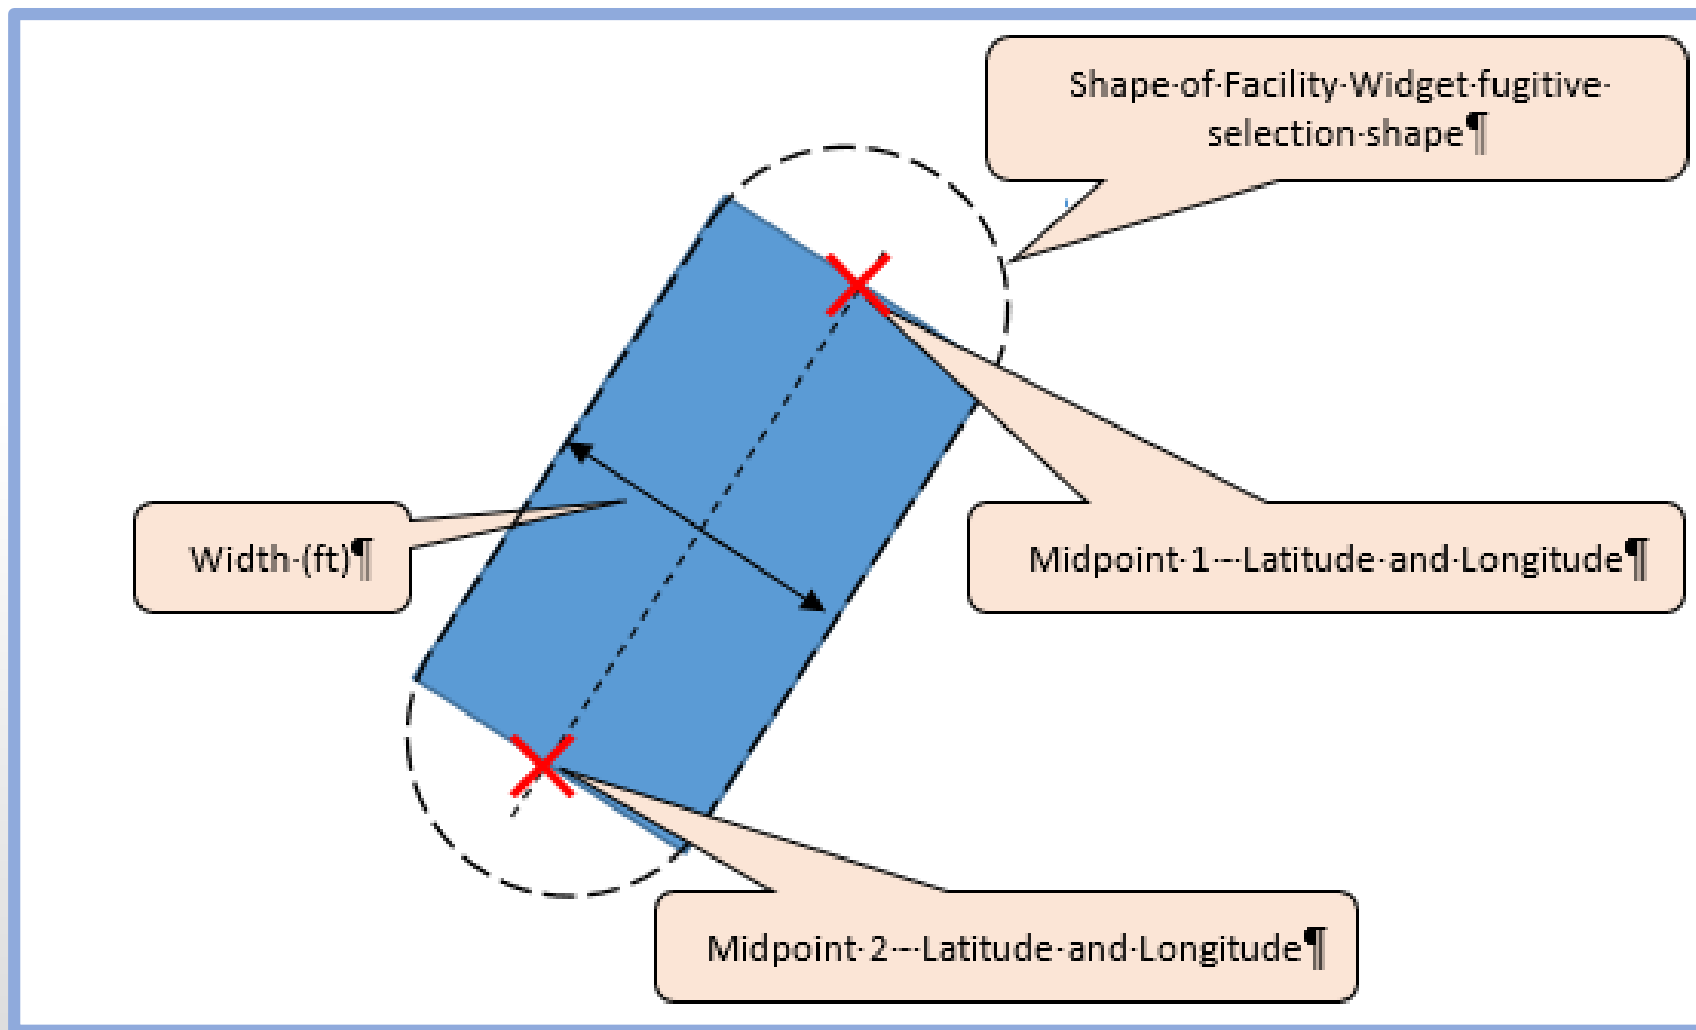 Shape·of·Facility·Widget·fugitive·
selection·shape¶
Width·(ft)¶
Midpoint·1·-·Latitude·and·Longitude¶
Midpoint·2·-·Latitude·and·Longitude¶